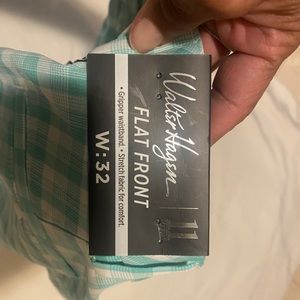 Walter Hagen
11
FLAT FRONT
• Gripper waistband • Stretch fabric for comfort.
W: 32